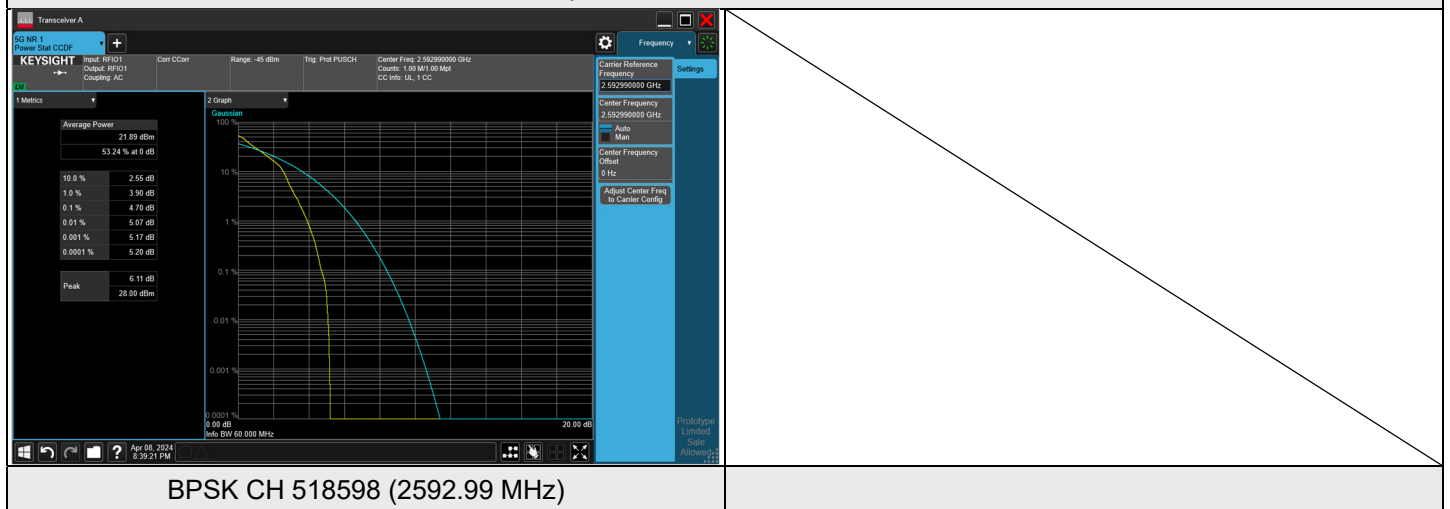 Transceiver A
5G NR 1
Power Stat CCDF
Frequency
KEYSIGHT
Input: RFIO1
Output: RFIO1
Coupling: AC
Corr CCorr
Range: -45 dBm
Trig: Prot PUSCH
Center Freq: 2.592990000 GHz
Counts: 1.00 M/1.00 Mpt
CC Info: UL, 1 CC
LVI
Carrier Reference
Frequency
2.592990000 GHz
Settings
Center Frequency
2.592990000 GHz
Auto
Man
Center Frequency
Offset
0 Hz
Adjust Center Freq
to Carrier Config
1 Metrics
Average Power
21.89 dBm
53.24 % at 0 dB
10.0 % 2.55 dB
1.0 % 3.90 dB
0.1 % 4.70 dB
0.01 % 5.07 dB
0.001 % 5.17 dB
0.0001 % 5.20 dB
Peak
6.11 dB
28.00 dBm
2 Graph
Gaussian
100 %
10 %
1 %
0.1 %
0.01 %
0.001 %
0.0001 %
0.00 dB 20.00 dB
Info BW 60.000 MHz
Prototype
Limited
Sale
Allowed
?
Apr 08, 2024
8:39:21 PM
BPSK CH 518598 (2592.99 MHz)